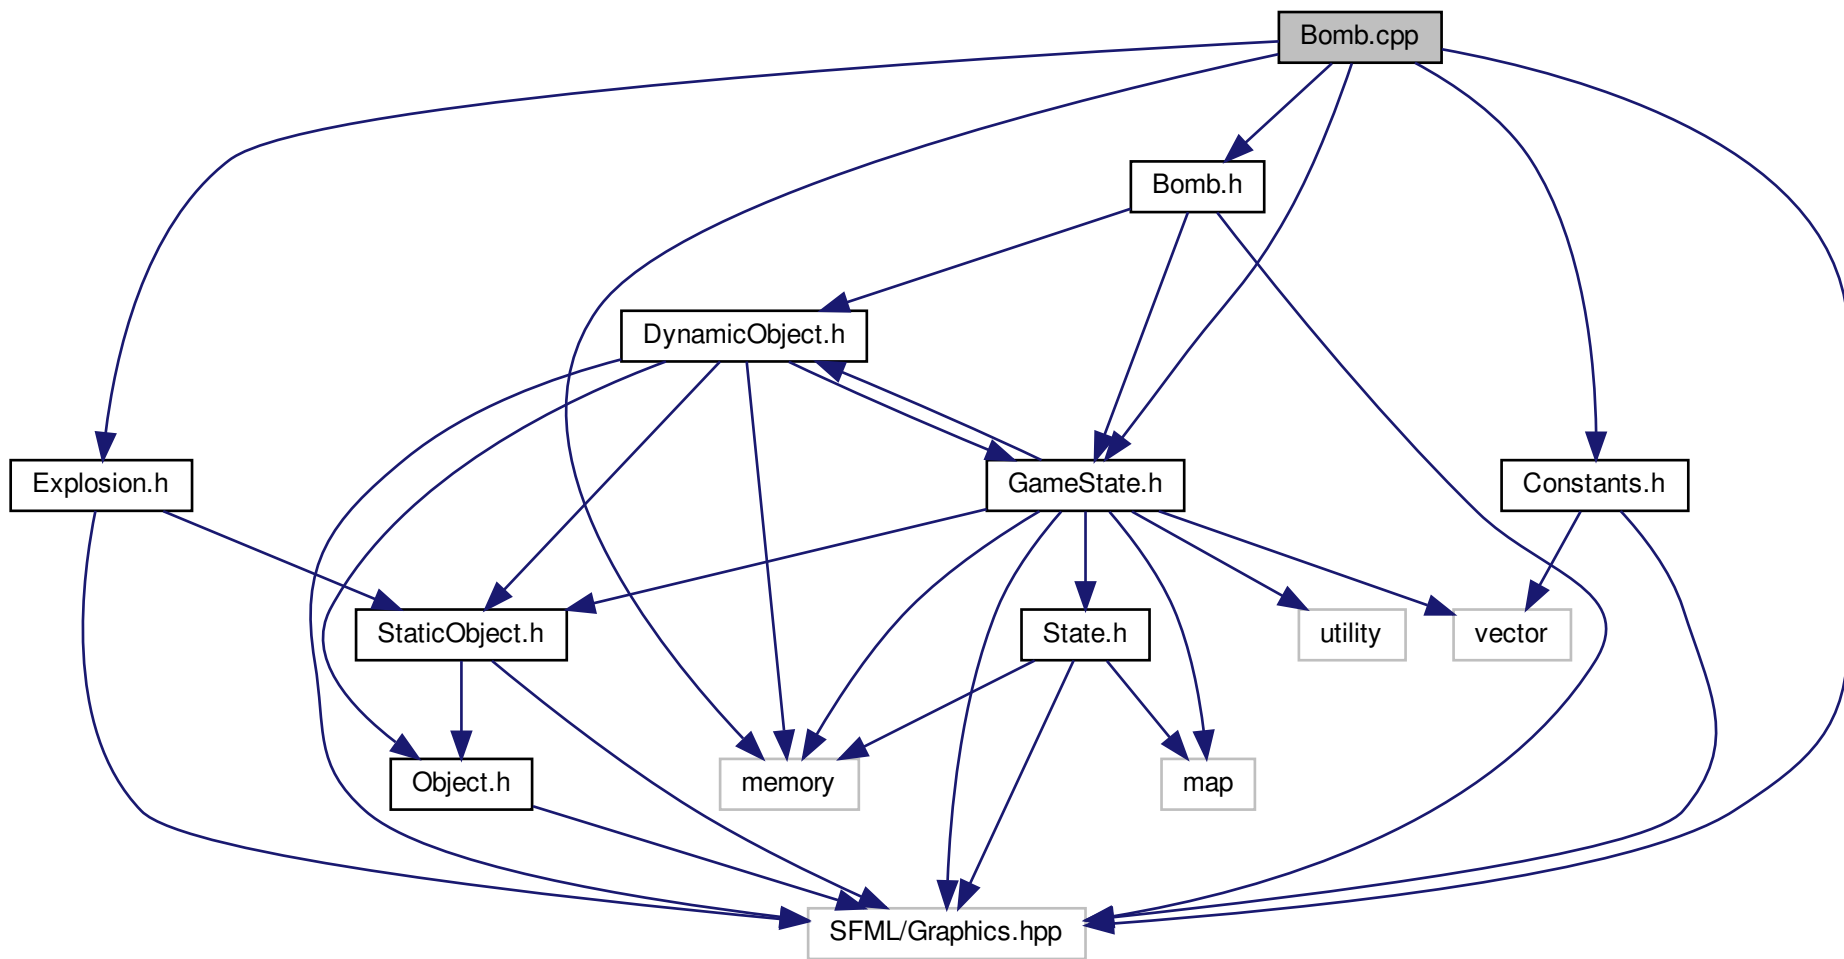 Bomb.cpp
Bomb.h
DynamicObject.h
Explosion.h
GameState.h
Constants.h
StaticObject.h
State.h
utility
vector
Object.h
memory
map
SFML/Graphics.hpp